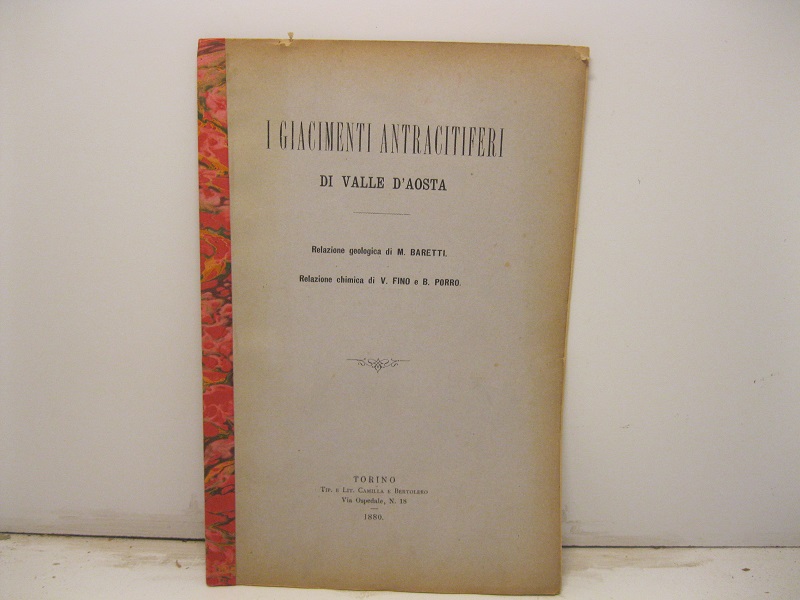 I GIACIMENTI ANTRACITIFERI
DI VALLE D'AOSTA
Relazione geologica di M. BARETTI.
Relazione chimica di V. FINO e B. PORRO.
TORINO
Tip. e Lit. Camilla e Bertolero
Via Ospedale, N. 18
1880.